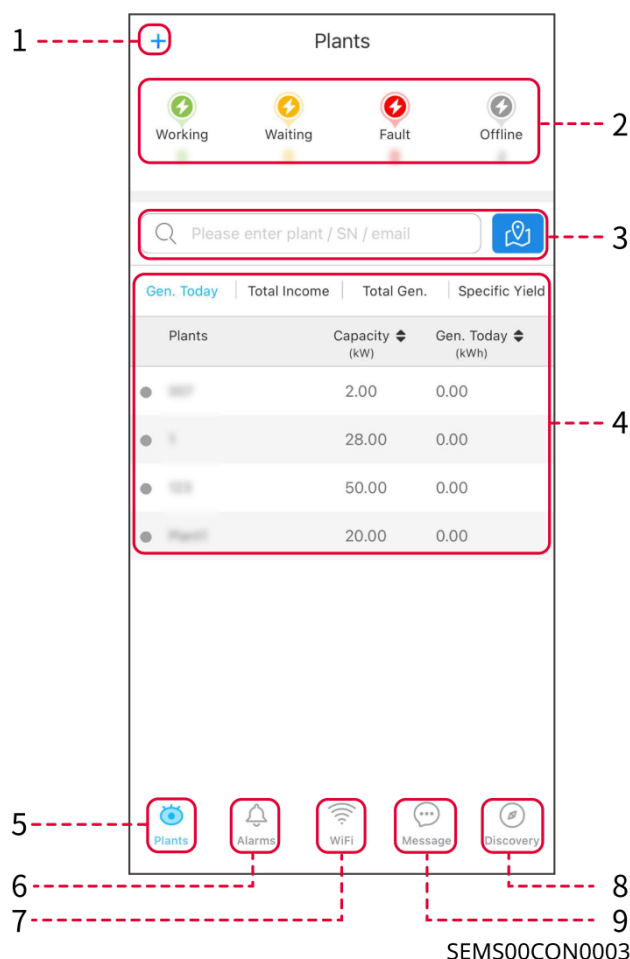 1
+
Plants
Working Waiting Fault Offline
2
Please enter plant / SN / email
3
Gen. Today Total Income Total Gen. Specific Yield
Plants Capacity Gen. Today
(kW) (kWh)
2.00 0.00
4
28.00 0.00
50.00 0.00
20.00 0.00
5
Plants Alarms WiFi Message Discovery
6 8
7 9
SEMS00CON0003